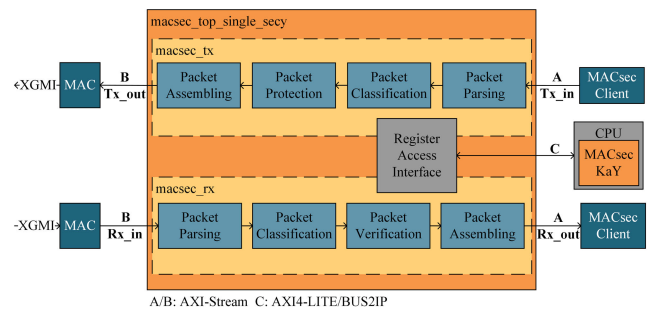 macsec_top_single_secy
macsec_tx
XGMI
MAC
B
Tx_out
Packet
Assembling
Packet
Protection
Packet
Classification
Packet
Parsing
A
Tx_in
MACsec
Client
Register
Access
Interface
C
CPU
MACsec
KaY
macsec_rx
XGMI
MAC
B
Rx_in
Packet
Parsing
Packet
Classification
Packet
Verification
Packet
Assembling
A
Rx_out
MACsec
Client
A/B: AXI-Stream C: AXI4-LITE/BUS2IP